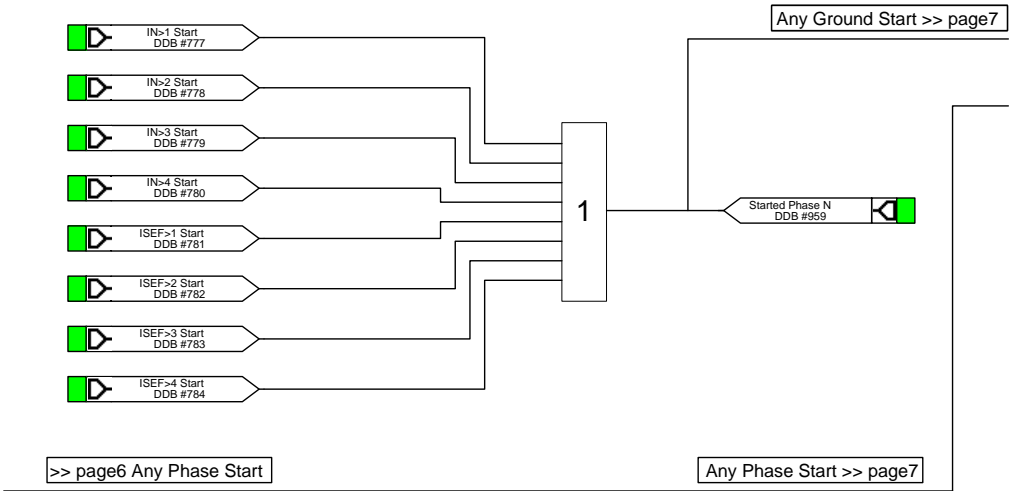 Any Ground Start >> page7
IN>1 Start
DDB #777
IN>2 Start
DDB #778
IN>3 Start
DDB #779
IN>4 Start
DDB #780
ISEF>1 Start
DDB #781
ISEF>2 Start
DDB #782
ISEF>3 Start
DDB #783
ISEF>4 Start
DDB #784
1
Started Phase N
DDB #959
>> page6 Any Phase Start
Any Phase Start >> page7